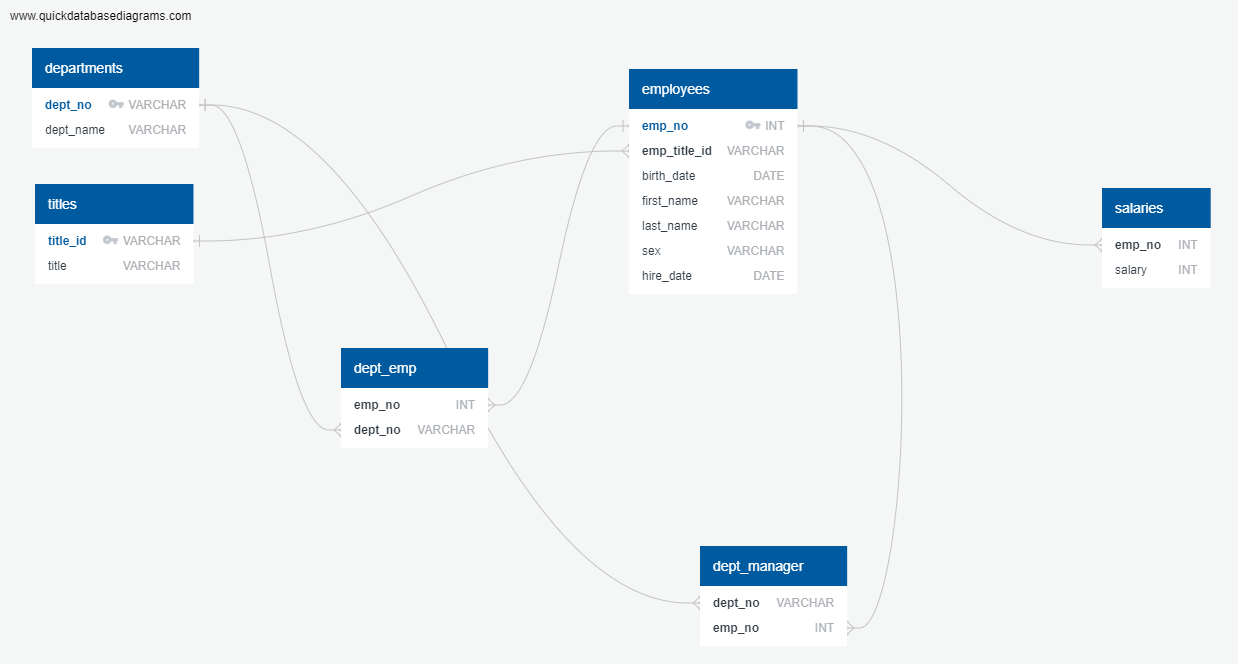 www.quickdatabasediagrams.com
departments
dept_no VARCHAR
dept_name VARCHAR
titles
title_id VARCHAR
title VARCHAR
employees
emp_no INT
emp_title_id VARCHAR
birth_date DATE
first_name VARCHAR
last_name VARCHAR
sex VARCHAR
hire_date DATE
salaries
emp_no INT
salary INT
dept_emp
emp_no INT
dept_no VARCHAR
dept_manager
dept_no VARCHAR
emp_no INT